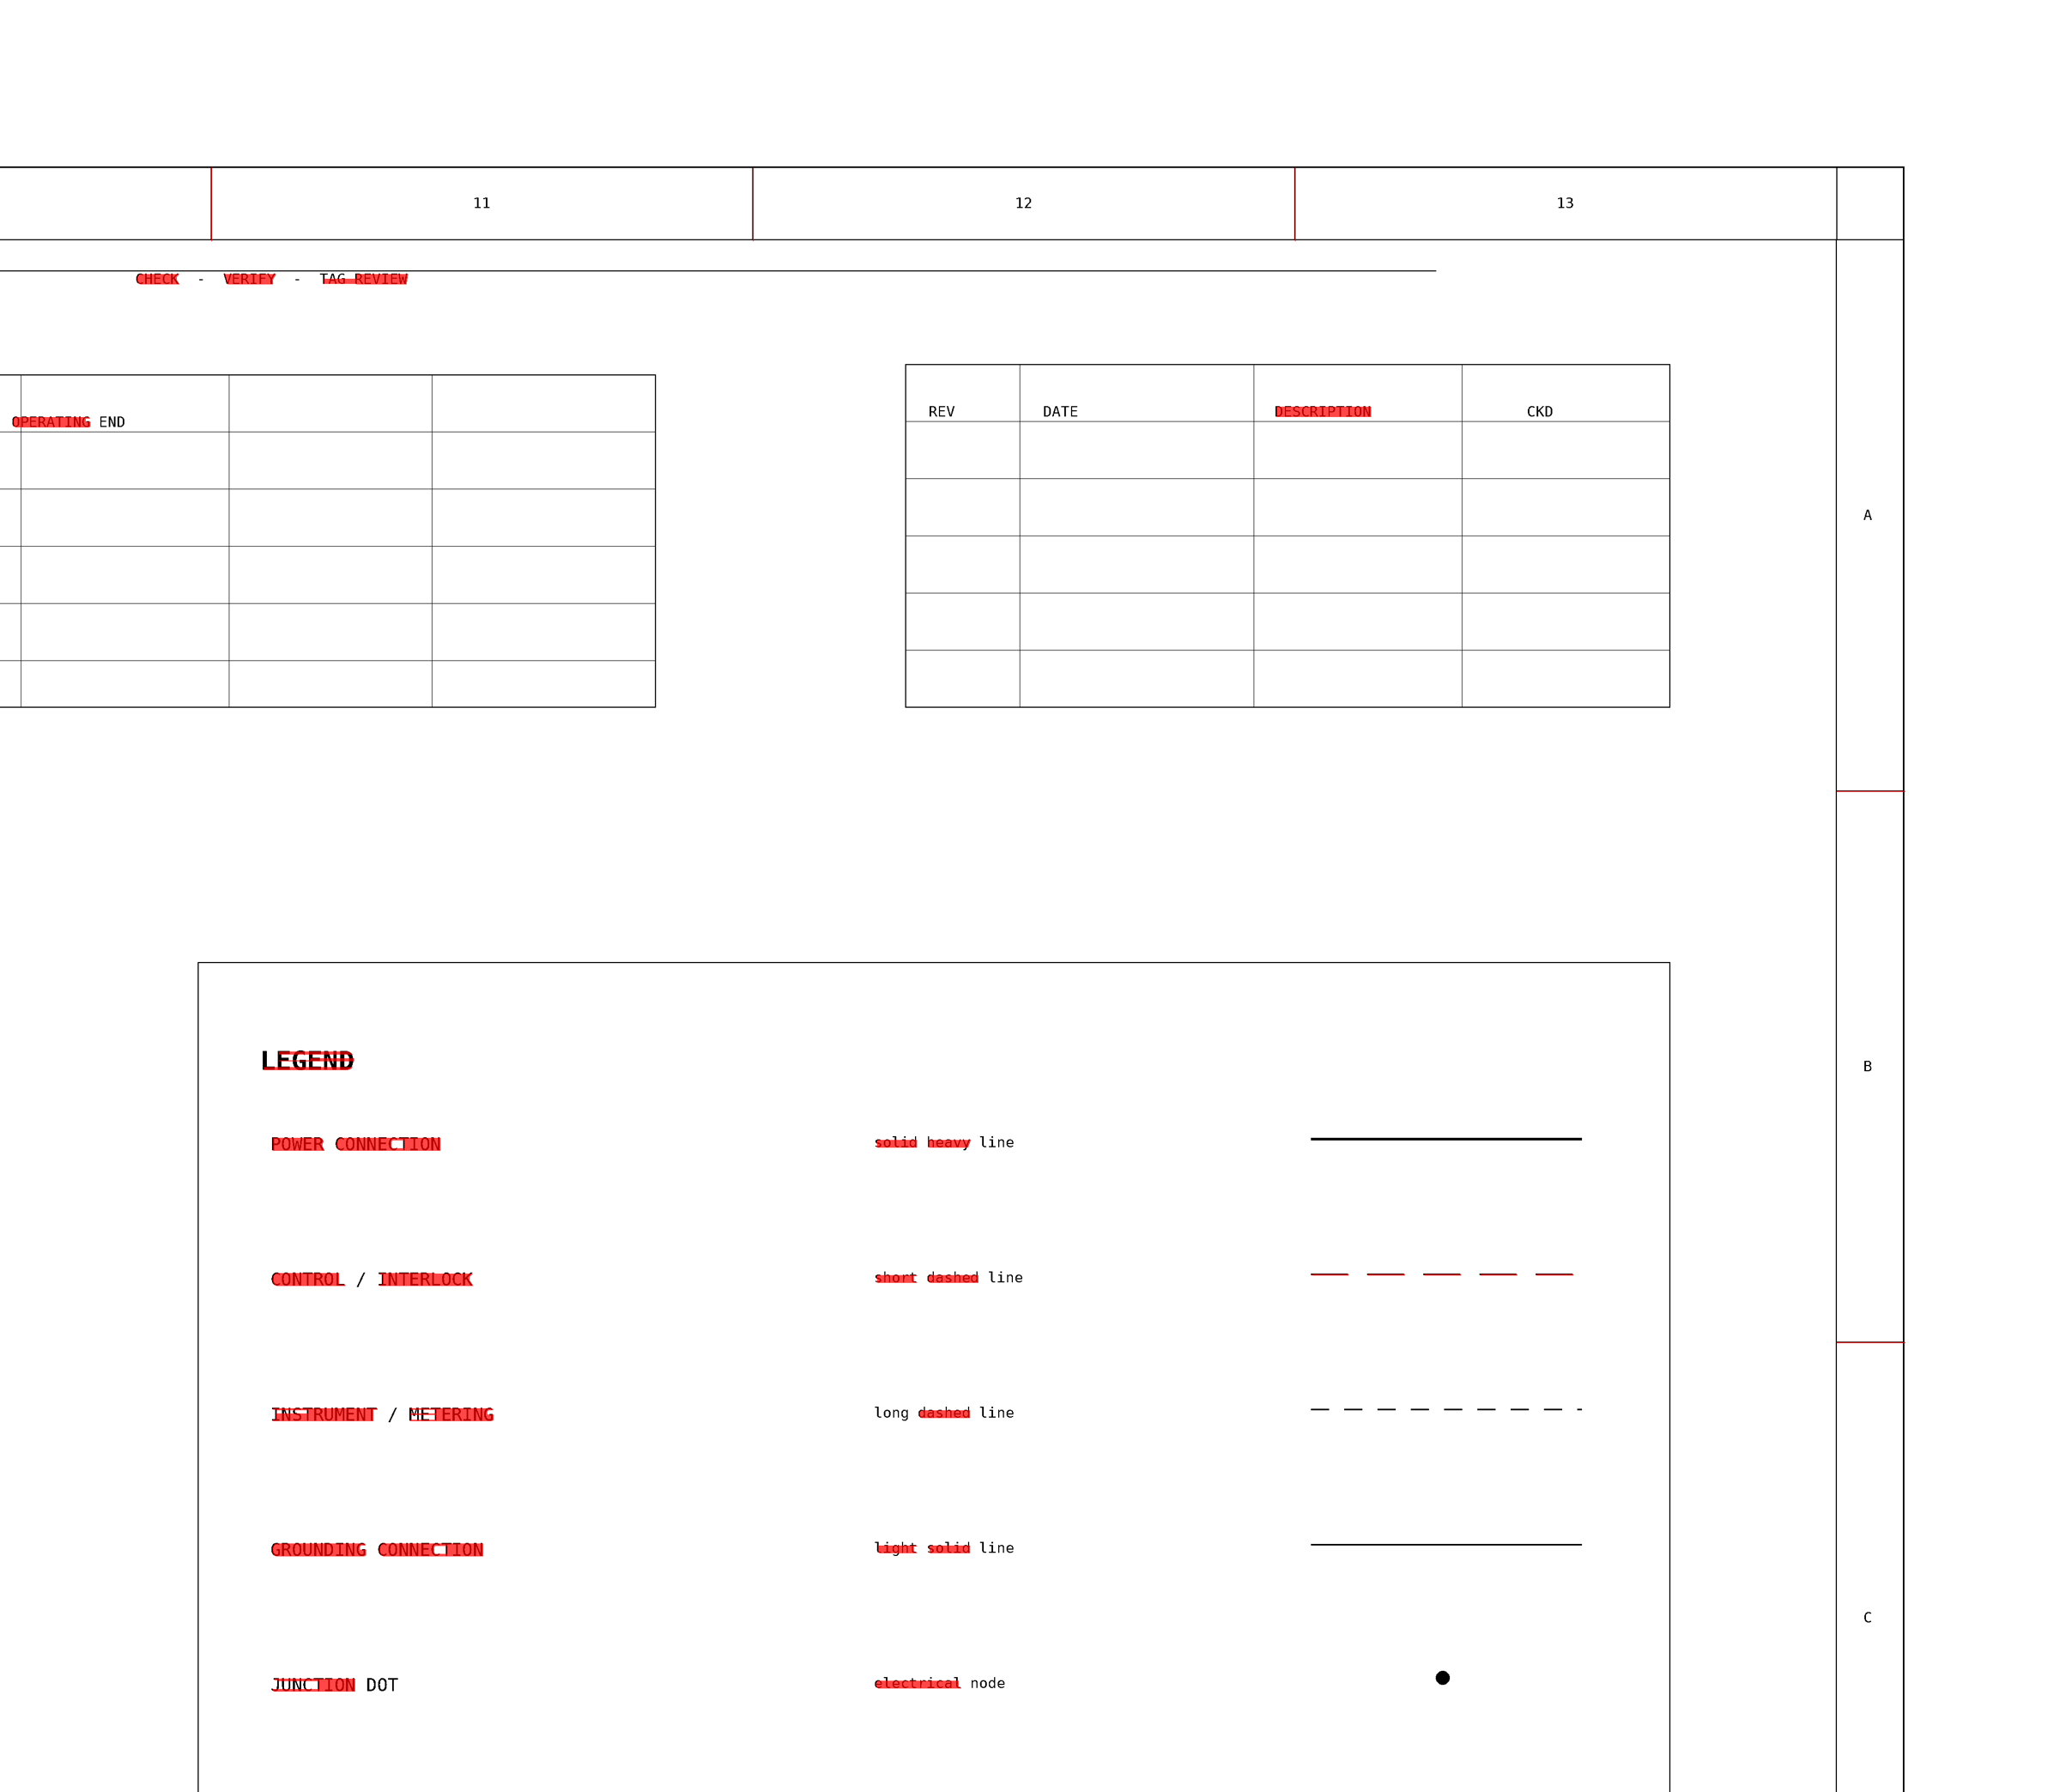 11 12 13
CHECK - VERIFY - TAG REVIEW
REV DATE DESCRIPTION CKD
OPERATING END
A
LEGEND
B
POWER CONNECTION solid heavy line
CONTROL / INTERLOCK short dashed line
INSTRUMENT / METERING long dashed line
GROUNDING CONNECTION light solid line
C
JUNCTION DOT electrical node